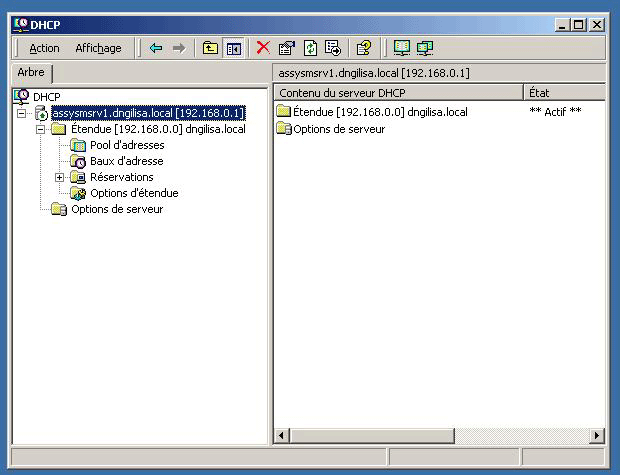 DHCP
Action Affichage
Arbre
assysmsrv1.dngilisa.local [192.168.0.1]
DHCP
assysmsrv1.dngilisa.local [192.168.0.1]
Étendue [192.168.0.0] dngilisa.local
Pool d'adresses
Baux d'adresse
Réservations
Options d'étendue
Options de serveur
Contenu du serveur DHCP État
Étendue [192.168.0.0] dngilisa.local ** Actif **
Options de serveur